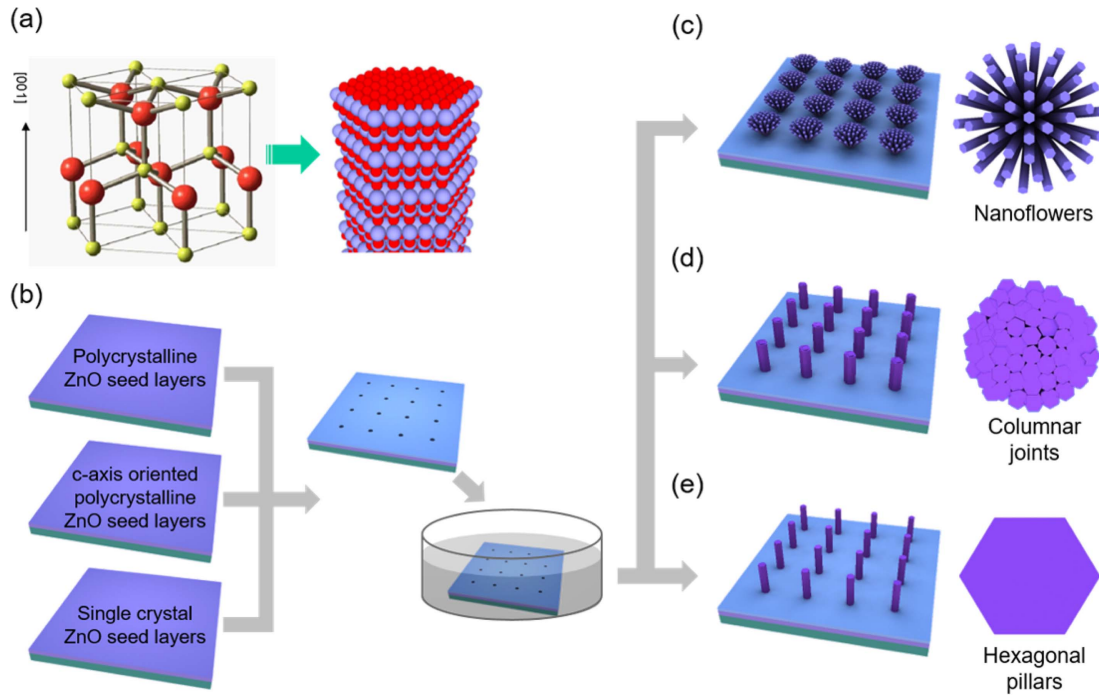 (a)
[001]
(b)
Polycrystalline
ZnO seed layers
c-axis oriented
polycrystalline
ZnO seed layers
Single crystal
ZnO seed layers
(c)
Nanoflowers
(d)
Columnar
joints
(e)
Hexagonal
pillars